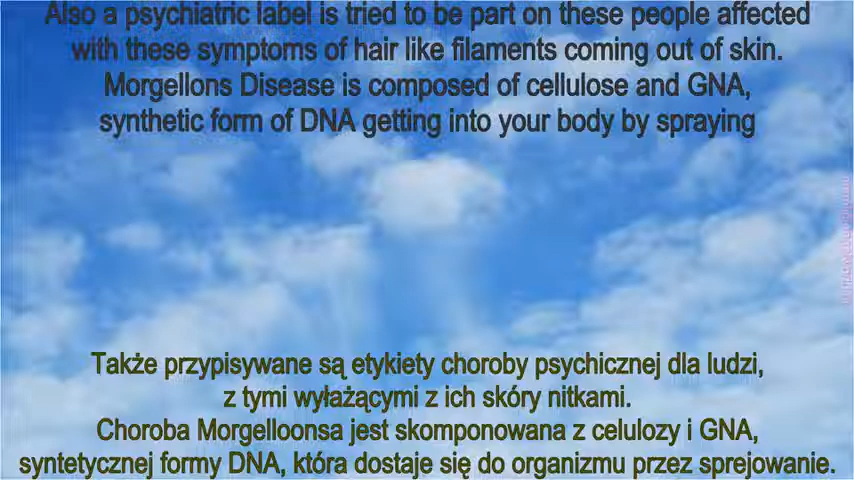 Also a psychiatric label is tried to be part on these people affected
with these symptoms of hair like filaments coming out of skin.
Morgellons Disease is composed of cellulose and GNA,
synthetic form of DNA getting into your body by spraying
Także przypisywane są etykiety choroby psychicznej dla ludzi,
z tymi wyłażącymi z ich skóry nitkami.
Choroba Morgelloonsa jest skomponowana z celulozy i GNA,
syntetycznej formy DNA, która dostaje się do organizmu przez sprejowanie.